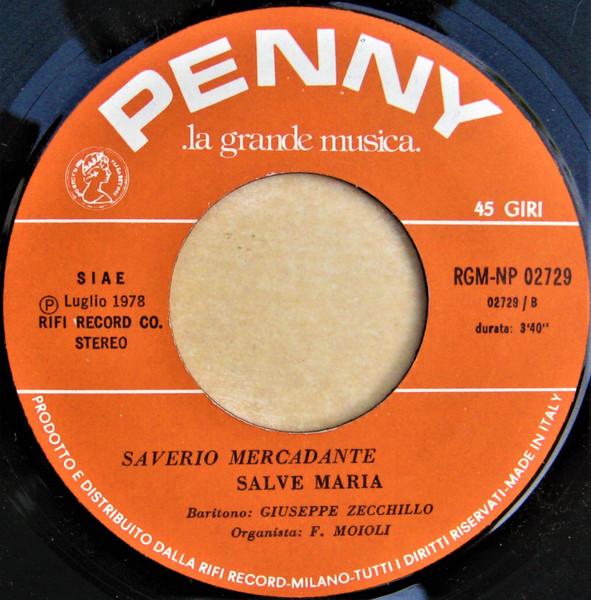 PENNY
.la grande musica.
45 GIRI
SIAE
Ⓟ Luglio 1978
RIFI RECORD CO.
STEREO
RGM-NP 02729
02729 / B
durata: 3'40''
SAVERIO MERCADANTE
SALVE MARIA
Baritono: GIUSEPPE ZECCHILLO
Organista: F. MOIOLI
PRODOTTO E DISTRIBUITO DALLA RIFI RECORD-MILANO-TUTTI I DIRITTI RISERVATI-MADE IN ITALY